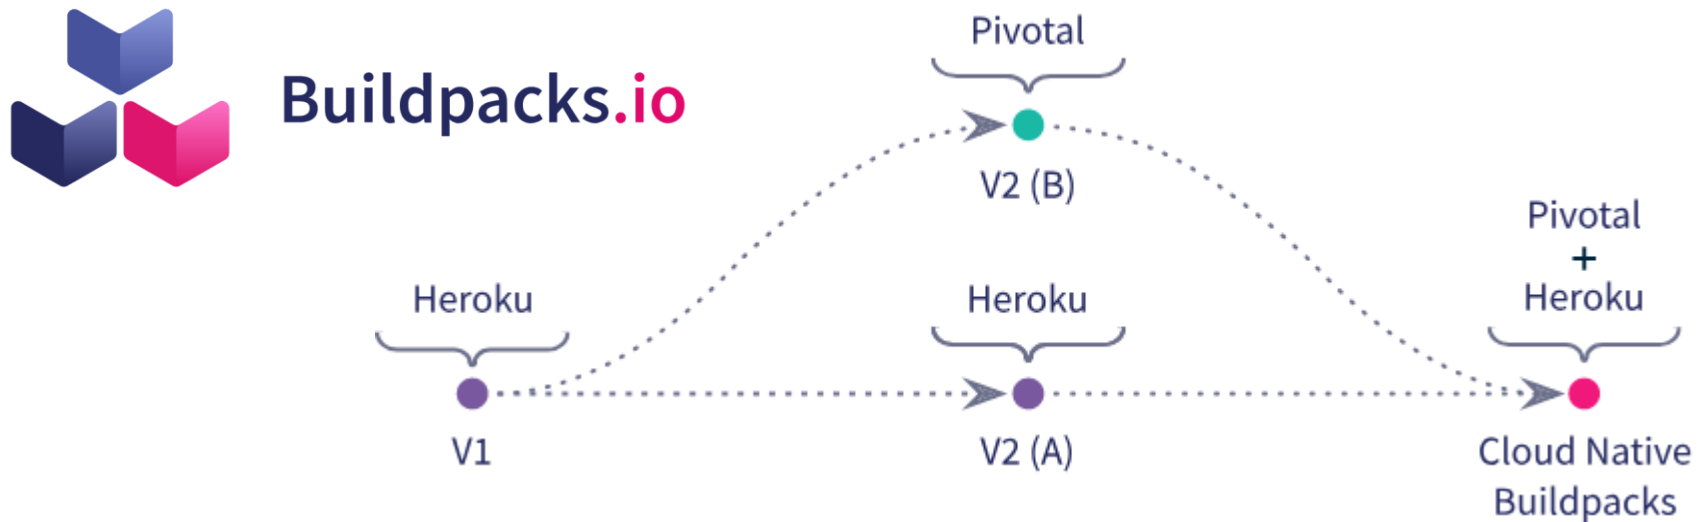 Buildpacks.io
Pivotal
V2 (B)
Pivotal
+
Heroku
Heroku
Heroku
V1
V2 (A)
Cloud Native
Buildpacks